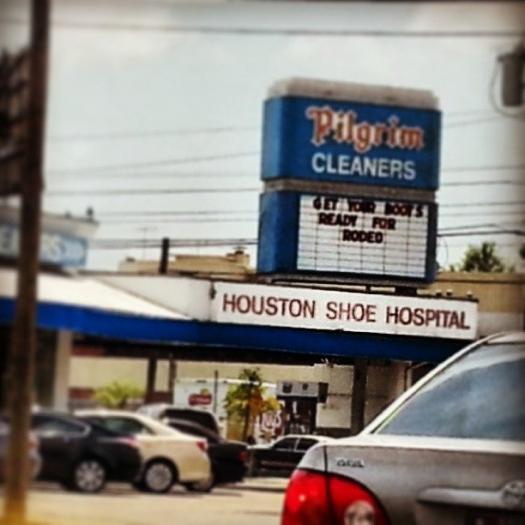 Pilgrim
CLEANERS
GET YOUR BOOTS
READY FOR
RODEO
HOUSTON SHOE HOSPITAL